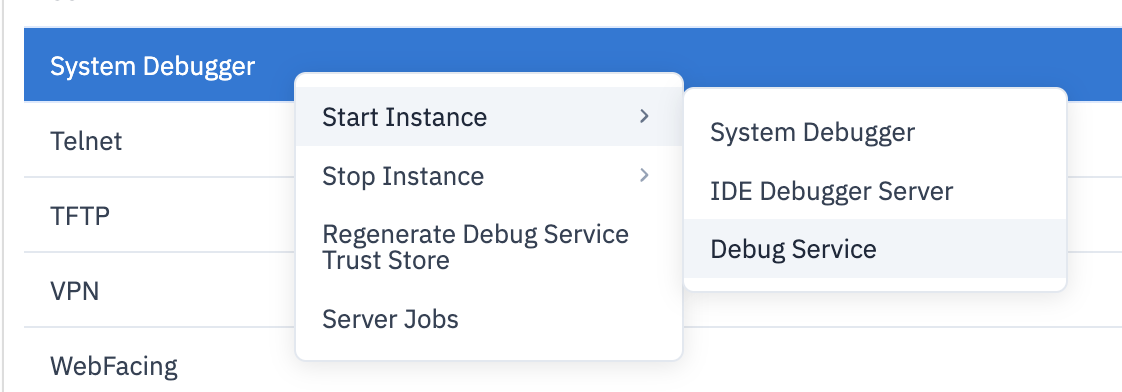 System Debugger
Telnet
TFTP
VPN
WebFacing
Start Instance
Stop Instance
Regenerate Debug Service
Trust Store
Server Jobs
System Debugger
IDE Debugger Server
Debug Service